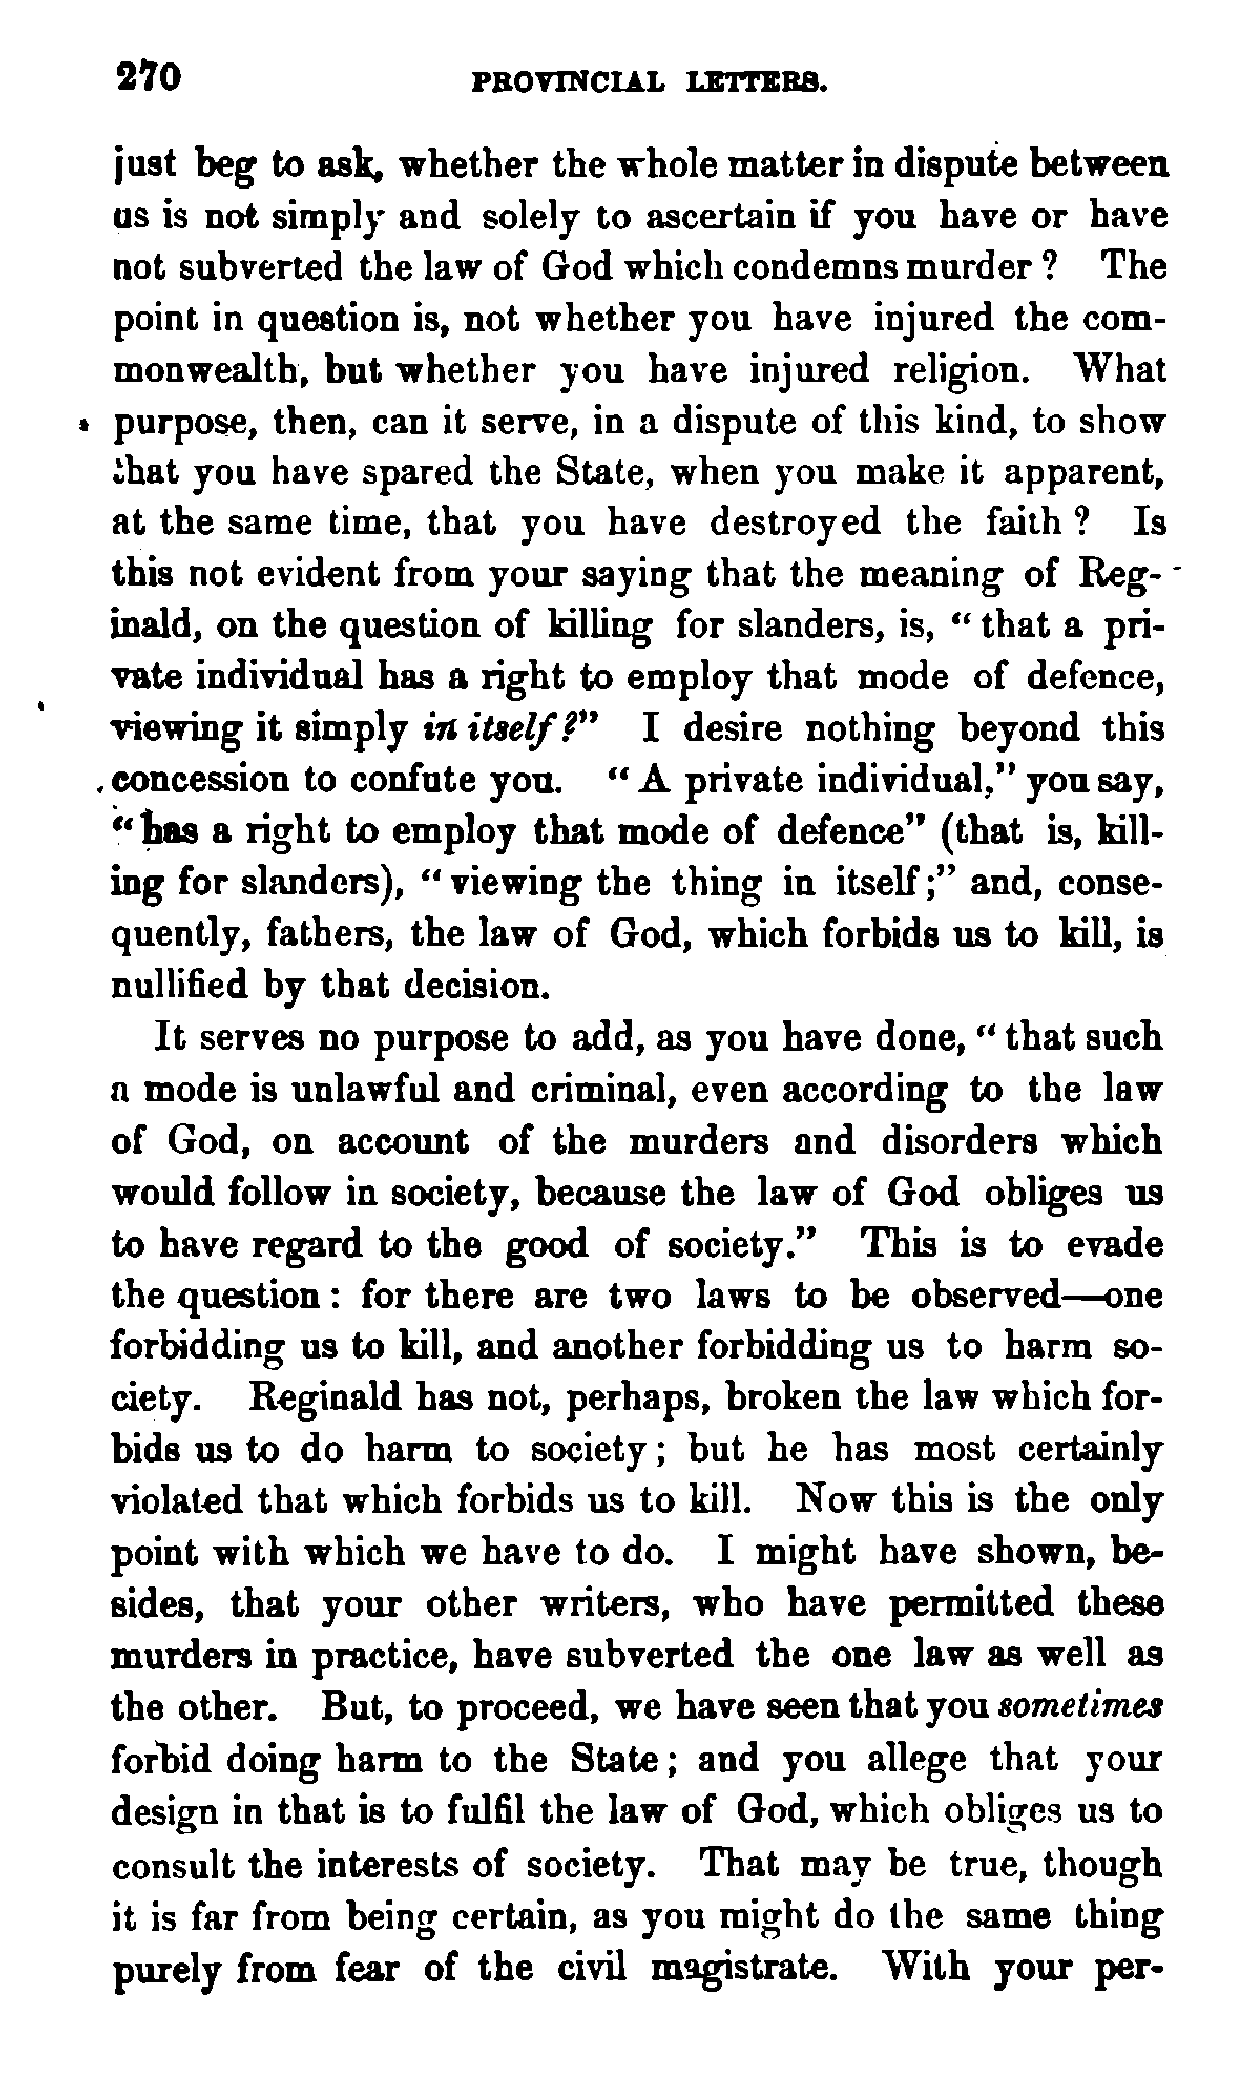 270 PROVINCIAL LETTERS.
just beg to ask, whether the whole matter in dispute between
us is not simply and solely to ascertain if you have or have
not subverted the law of God which condemns murder ? The
point in question is, not whether you have injured the com-
monwealth, but whether you have injured religion. What
purpose, then, can it serve, in a dispute of this kind, to show
that you have spared the State, when you make it apparent,
at the same time, that you have destroyed the faith ? Is
this not evident from your saying that the meaning of Reg-
inald, on the question of killing for slanders, is, “ that a pri-
vate individual has a right to employ that mode of defence,
viewing it simply in itself ?” I desire nothing beyond this
concession to confute you. “ A private individual,” you say,
“ has a right to employ that mode of defence” (that is, kill-
ing for slanders), “ viewing the thing in itself ;” and, conse-
quently, fathers, the law of God, which forbids us to kill, is
nullified by that decision.
It serves no purpose to add, as you have done, “ that such
a mode is unlawful and criminal, even according to the law
of God, on account of the murders and disorders which
would follow in society, because the law of God obliges us
to have regard to the good of society.” This is to evade
the question : for there are two laws to be observed—one
forbidding us to kill, and another forbidding us to harm so-
ciety. Reginald has not, perhaps, broken the law which for-
bids us to do harm to society ; but he has most certainly
violated that which forbids us to kill. Now this is the only
point with which we have to do. I might have shown, be-
sides, that your other writers, who have permitted these
murders in practice, have subverted the one law as well as
the other. But, to proceed, we have seen that you sometimes
forbid doing harm to the State ; and you allege that your
design in that is to fulfil the law of God, which obliges us to
consult the interests of society. That may be true, though
it is far from being certain, as you might do the same thing
purely from fear of the civil magistrate. With your per-